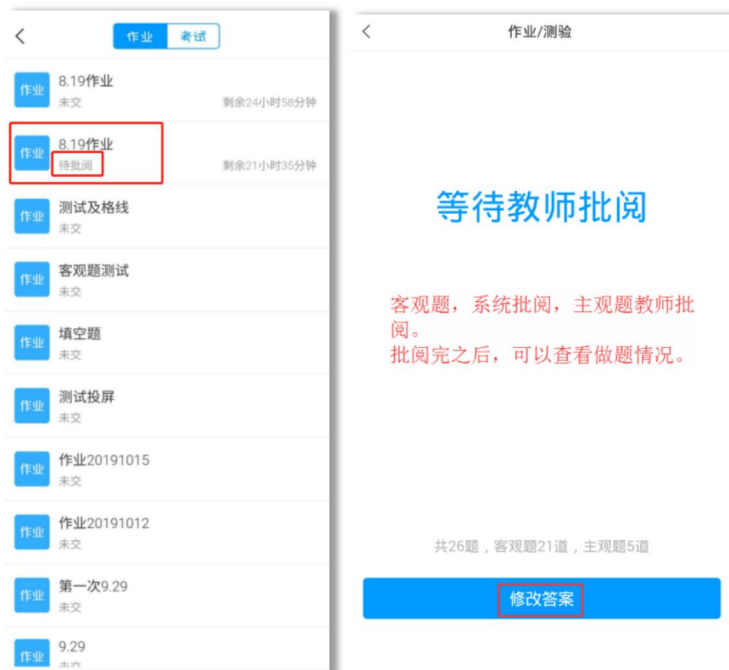 作业 考试
作业 8.19作业
未交 剩余24小时58分钟
作业 8.19作业
待批阅 剩余21小时35分钟
作业 测试及格线
未交
作业 客观题测试
未交
作业 填空题
未交
作业 测试投屏
未交
作业 作业20191015
未交
作业 作业20191012
未交
作业 第一次9.29
未交
作业 9.29
未交
作业/测验
等待教师批阅
客观题，系统批阅，主观题教师批
阅。
批阅完之后，可以查看做题情况。
共26题，客观题21道，主观题5道
修改答案